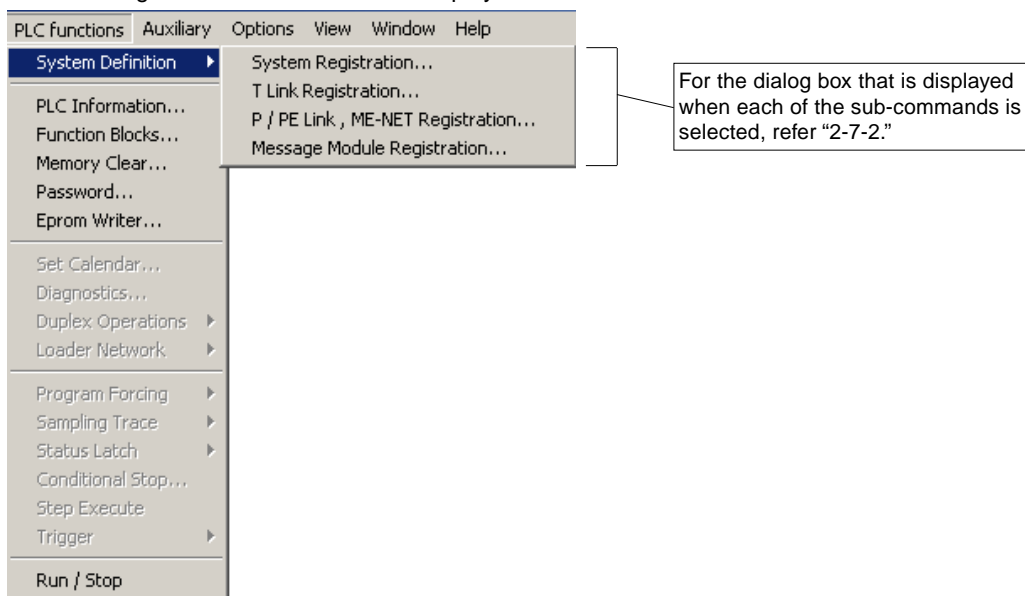 PLC functions Auxiliary Options View Window Help
System Definition
System Registration...
T Link Registration...
P / PE Link , ME-NET Registration...
Message Module Registration...
For the dialog box that is displayed
when each of the sub-commands is
selected, refer “2-7-2.”
PLC Information...
Function Blocks...
Memory Clear...
Password...
Eprom Writer...
Set Calendar...
Diagnostics...
Duplex Operations
Loader Network
Program Forcing
Sampling Trace
Status Latch
Conditional Stop...
Step Execute
Trigger
Run / Stop